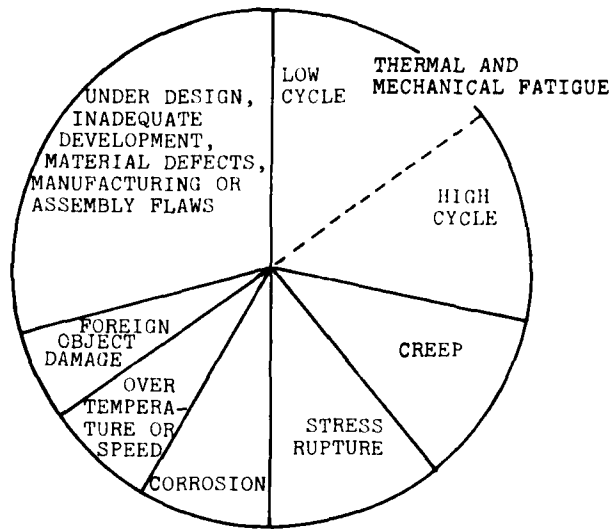 LOW
CYCLE
THERMAL AND
MECHANICAL FATIGUE
HIGH
CYCLE
CREEP
STRESS
RUPTURE
CORROSION
OVER
TEMPERA-
TURE OR
SPEED
FOREIGN
OBJECT
DAMAGE
UNDER DESIGN,
INADEQUATE
DEVELOPMENT,
MATERIAL DEFECTS,
MANUFACTURING OR
ASSEMBLY FLAWS